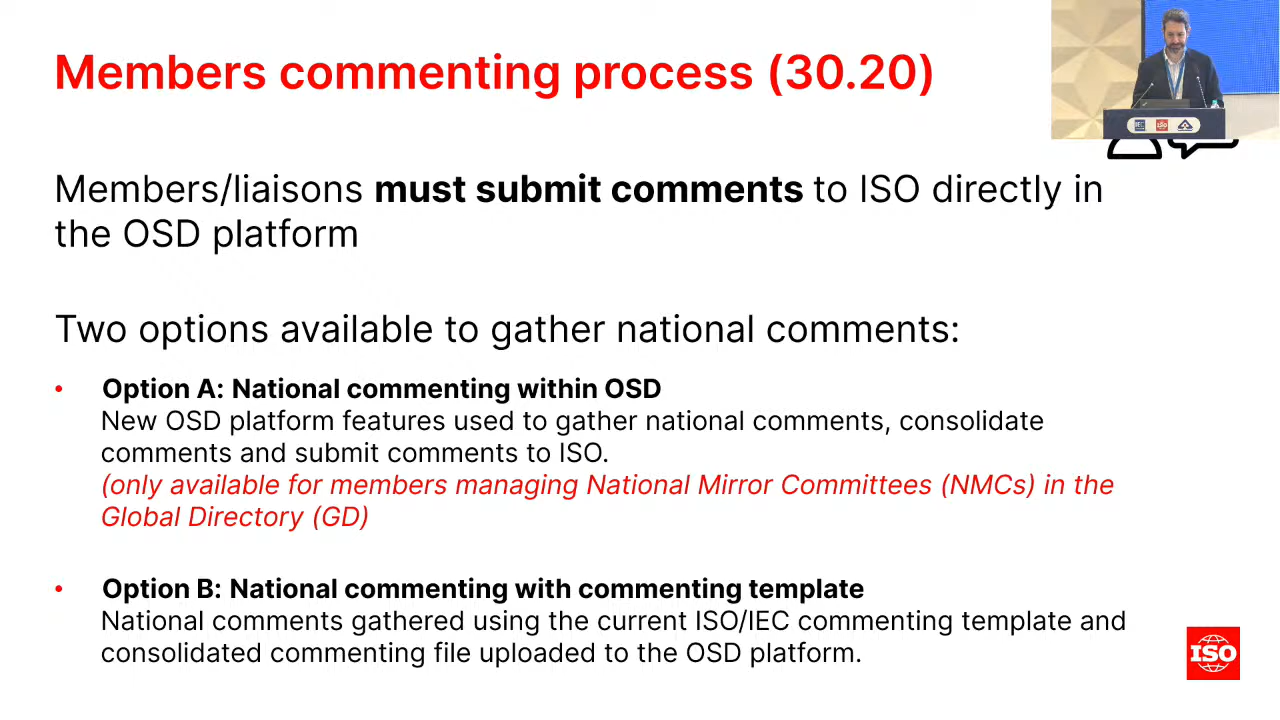 Members commenting process (30.20)
Members/liaisons must submit comments to ISO directly in
the OSD platform
Two options available to gather national comments:
• Option A: National commenting within OSD
New OSD platform features used to gather national comments, consolidate
comments and submit comments to ISO.
(only available for members managing National Mirror Committees (NMCs) in the
Global Directory (GD)
• Option B: National commenting with commenting template
National comments gathered using the current ISO/IEC commenting template and
consolidated commenting file uploaded to the OSD platform.
ISO
IEC
ISO